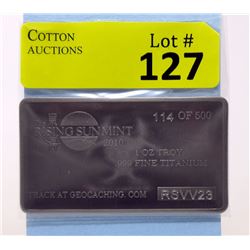 COTTON
AUCTIONS
Lot #
127
114 OF 500
RISING SUN MINT
2010
1 OZ TROY
.999 FINE TITANIUM
TRACK AT GEOCACHING.COM
RSVV23